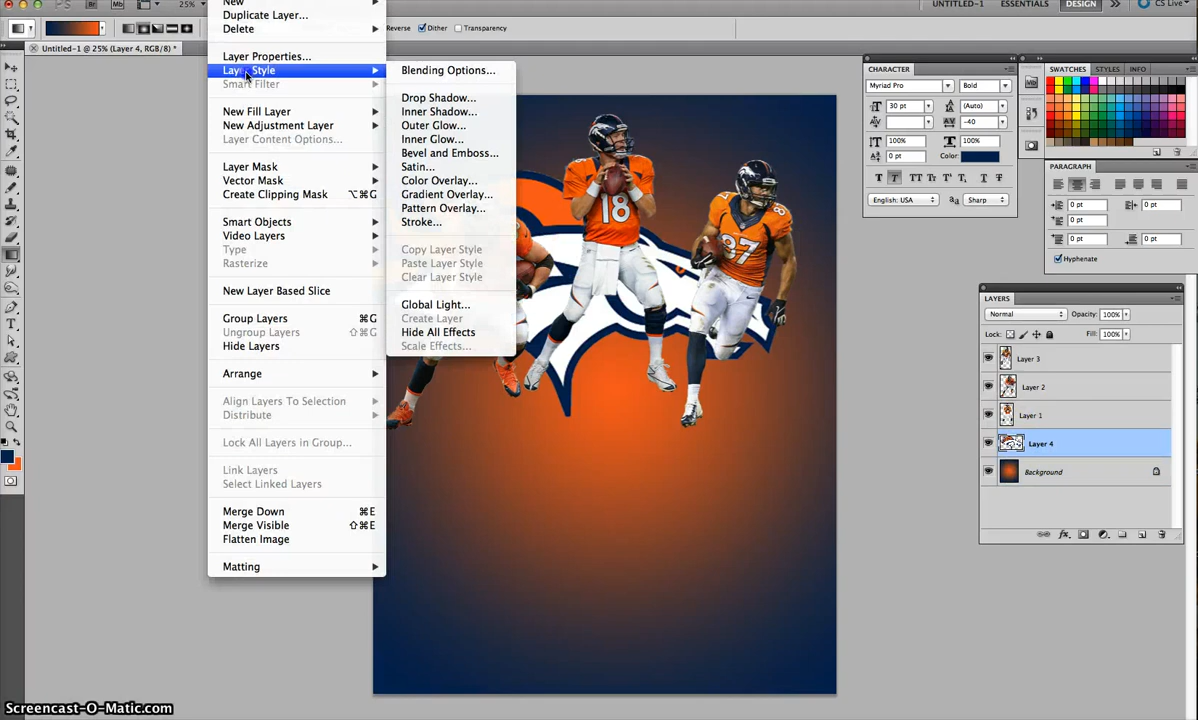 PS Br Mb 25% UNTITLED-1 ESSENTIALS DESIGN CS Live
Reverse Dither Transparency
Untitled-1 @ 25% (Layer 4, RGB/8) *
New
Duplicate Layer...
Delete
Layer Properties...
Layer Style
Smart Filter
New Fill Layer
New Adjustment Layer
Layer Content Options...
Layer Mask
Vector Mask
Create Clipping Mask ⌥⌘G
Smart Objects
Video Layers
Type
Rasterize
New Layer Based Slice
Group Layers ⌘G
Ungroup Layers ⇧⌘G
Hide Layers
Arrange
Align Layers To Selection
Distribute
Lock All Layers in Group...
Link Layers
Select Linked Layers
Merge Down ⌘E
Merge Visible ⇧⌘E
Flatten Image
Matting
Blending Options...
Drop Shadow...
Inner Shadow...
Outer Glow...
Inner Glow...
Bevel and Emboss...
Satin...
Color Overlay...
Gradient Overlay...
Pattern Overlay...
Stroke...
Copy Layer Style
Paste Layer Style
Clear Layer Style
Global Light...
Create Layer
Hide All Effects
Scale Effects...
18
87
CHARACTER
Myriad Pro Bold
30 pt (Auto)
-40
100% 100%
0 pt Color:
T T TT Tr T T T T
English: USA aa Sharp
SWATCHES STYLES INFO
PARAGRAPH
0 pt 0 pt
0 pt
0 pt 0 pt
Hyphenate
LAYERS
Normal Opacity: 100%
Lock: Fill: 100%
Layer 3
Layer 2
Layer 1
Layer 4
Background
Screencast-O-Matic.com